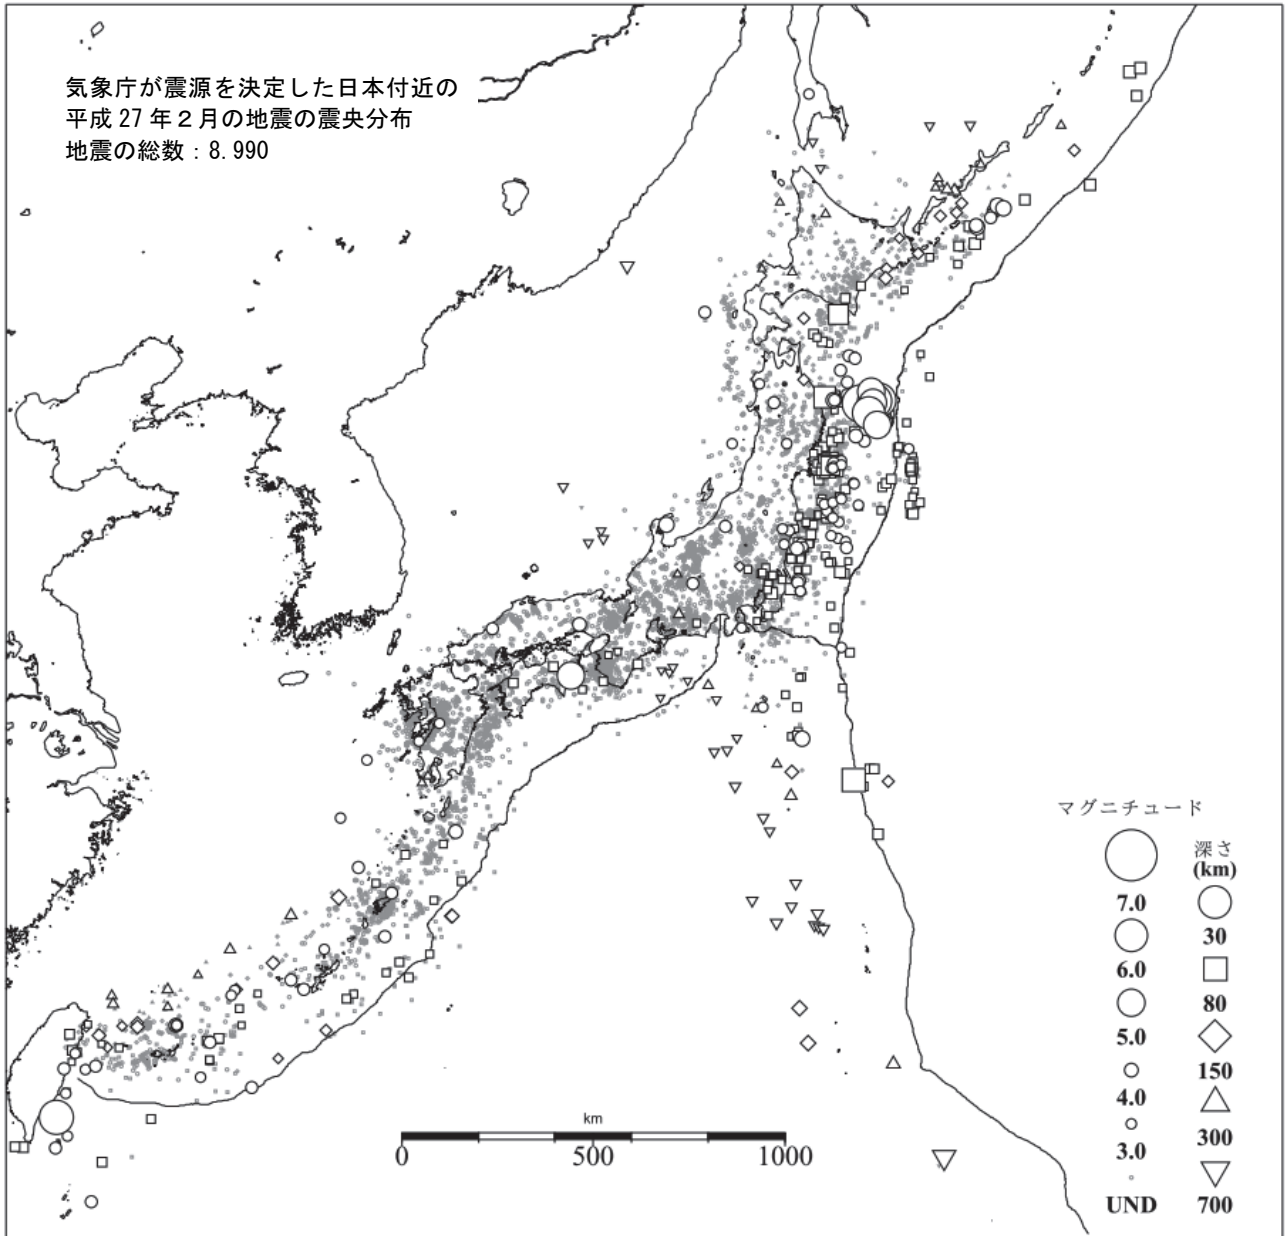 気象庁が震源を決定した日本付近の
平成 27 年２月の地震の震央分布
地震の総数：8.990
マグニチュード
深さ
(km)
7.0
30
6.0
80
5.0
150
4.0
300
3.0
UND 700
km
0 500 1000